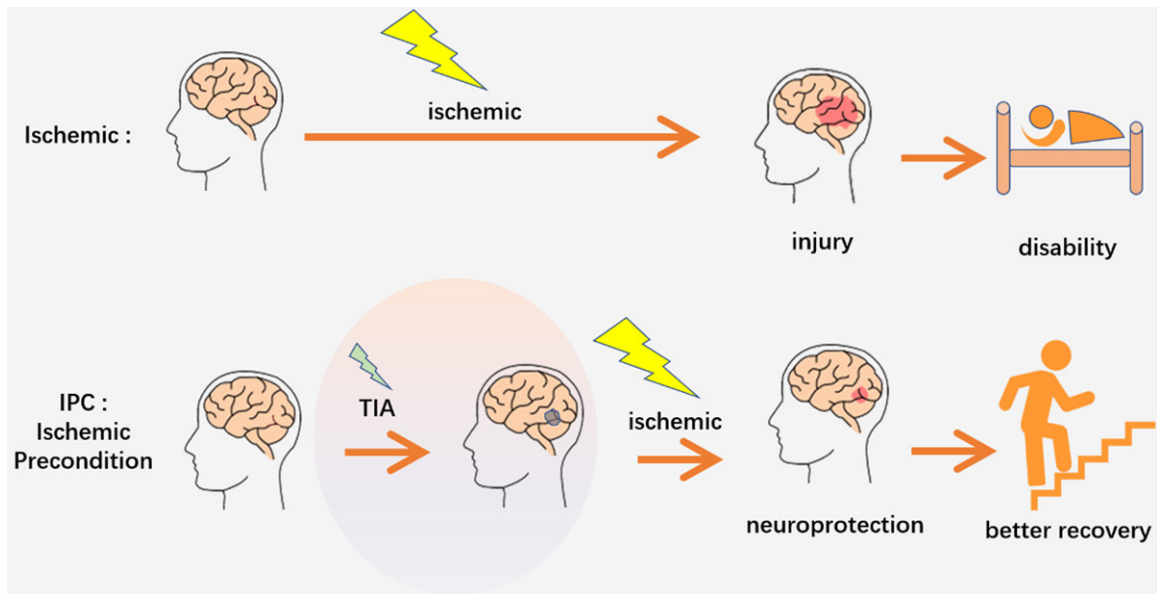 ischemic
Ischemic :
injury
disability
TIA
IPC :
Ischemic
Precondition
ischemic
neuroprotection
better recovery